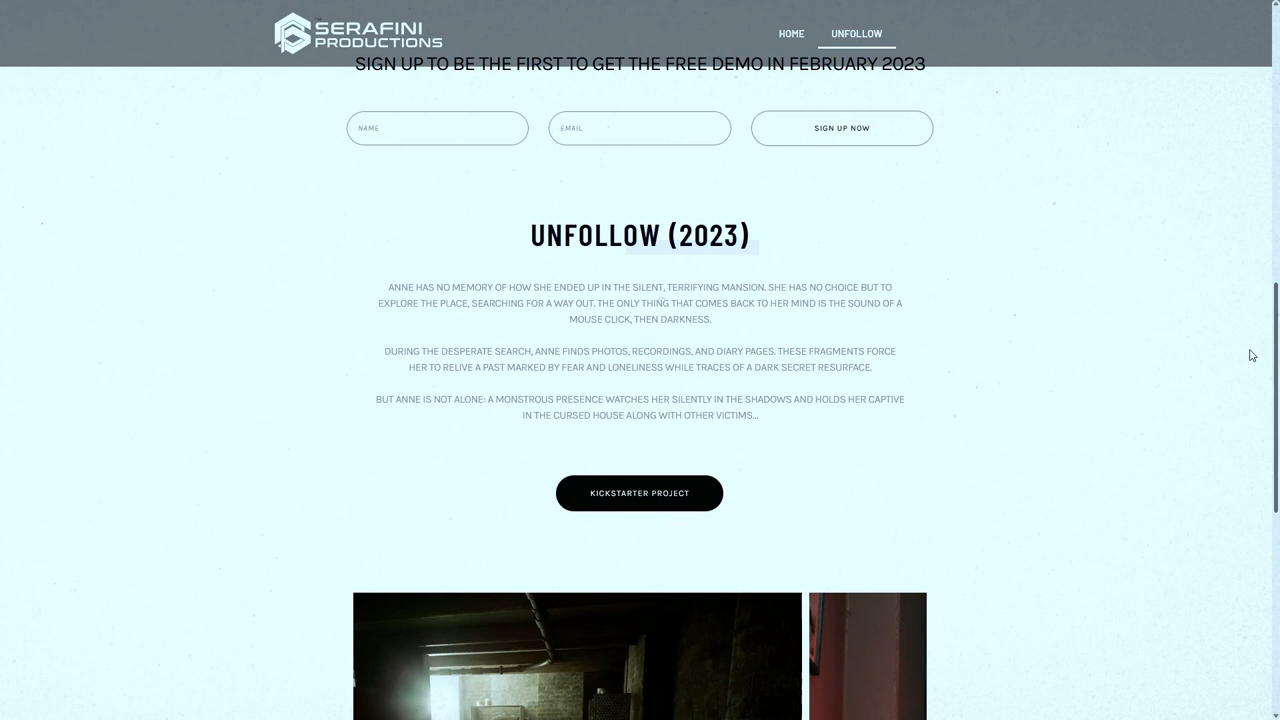 SERAFINI
PRODUCTIONS
HOME
UNFOLLOW
SIGN UP TO BE THE FIRST TO GET THE FREE DEMO IN FEBRUARY 2023
NAME
EMAIL
SIGN UP NOW
UNFOLLOW (2023)
ANNE HAS NO MEMORY OF HOW SHE ENDED UP IN THE SILENT, TERRIFYING MANSION. SHE HAS NO CHOICE BUT TO
EXPLORE THE PLACE, SEARCHING FOR A WAY OUT. THE ONLY THING THAT COMES BACK TO HER MIND IS THE SOUND OF A
MOUSE CLICK, THEN DARKNESS.
DURING THE DESPERATE SEARCH, ANNE FINDS PHOTOS, RECORDINGS, AND DIARY PAGES. THESE FRAGMENTS FORCE
HER TO RELIVE A PAST MARKED BY FEAR AND LONELINESS WHILE TRACES OF A DARK SECRET RESURFACE.
BUT ANNE IS NOT ALONE: A MONSTROUS PRESENCE WATCHES HER SILENTLY IN THE SHADOWS AND HOLDS HER CAPTIVE
IN THE CURSED HOUSE ALONG WITH OTHER VICTIMS...
KICKSTARTER PROJECT